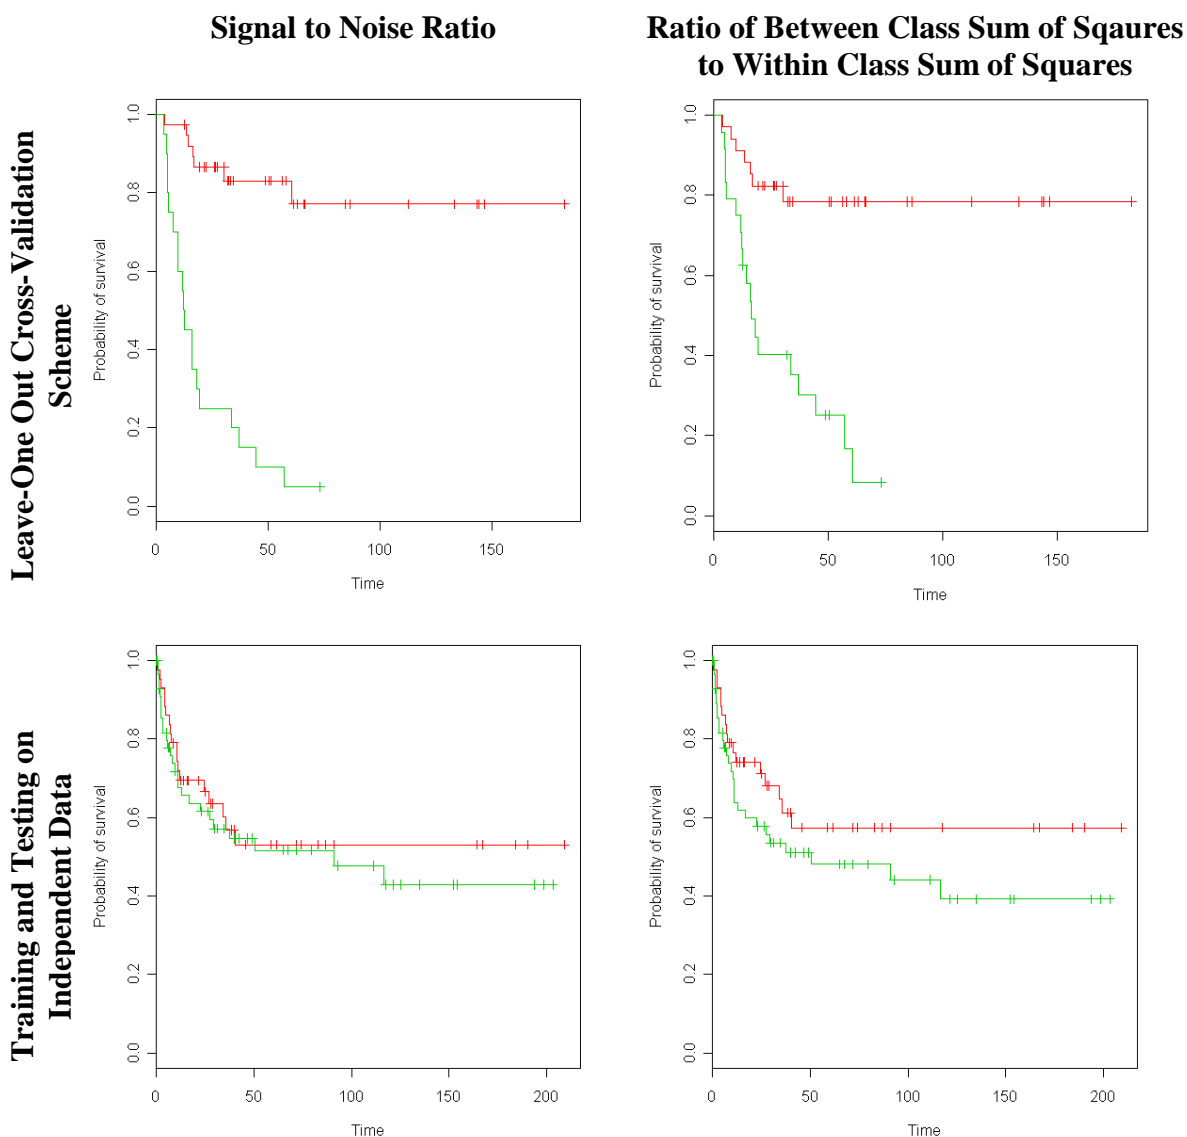 Signal to Noise Ratio
Ratio of Between Class Sum of Sqaures
to Within Class Sum of Squares
Leave-One Out Cross-Validation
Scheme
Probability of survival
0.0 0.2 0.4 0.6 0.8 1.0
0 50 100 150
Time
Probability of survival
0.0 0.2 0.4 0.6 0.8 1.0
0 50 100 150
Time
Training and Testing on
Independent Data
Probability of survival
0.0 0.2 0.4 0.6 0.8 1.0
0 50 100 150 200
Time
Probability of survival
0.0 0.2 0.4 0.6 0.8 1.0
0 50 100 150 200
Time